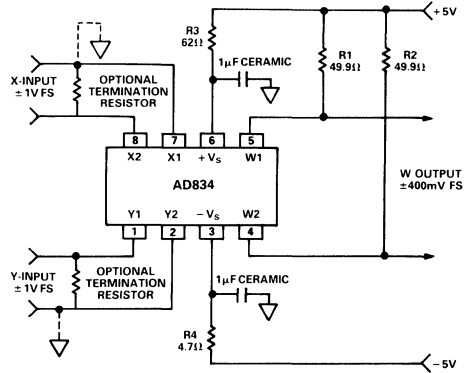 +5V
R3
62Ω
R1
49.9Ω
R2
49.9Ω
1μF CERAMIC
X-INPUT
± 1V FS
OPTIONAL
TERMINATION
RESISTOR
8
7
6
5
X2
X1
+VS
W1
AD834
W OUTPUT
±400mV FS
Y1
Y2
–VS
W2
1
2
3
4
Y-INPUT
± 1V FS
OPTIONAL
TERMINATION
RESISTOR
1μF CERAMIC
R4
4.7Ω
–5V